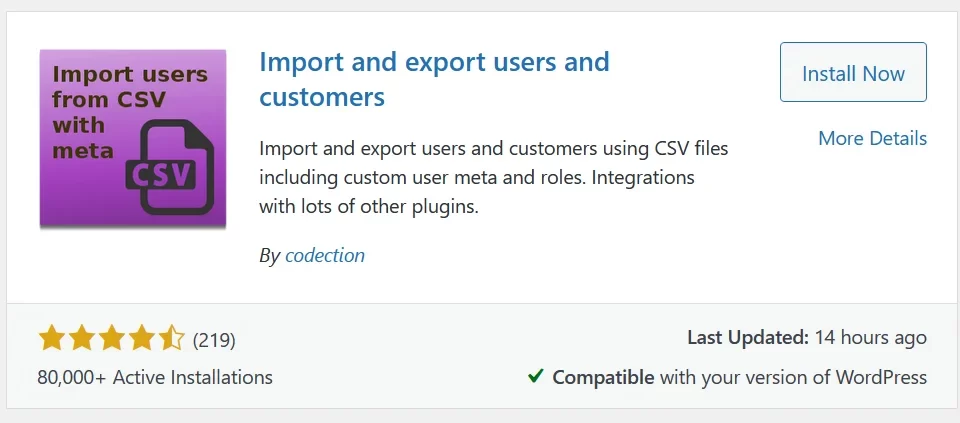 Import users
from CSV
with
meta
CSV
Import and export users and
customers
Import and export users and customers using CSV files
including custom user meta and roles. Integrations
with lots of other plugins.
By codection
Install Now
More Details
(219)
80,000+ Active Installations
Last Updated: 14 hours ago
Compatible with your version of WordPress